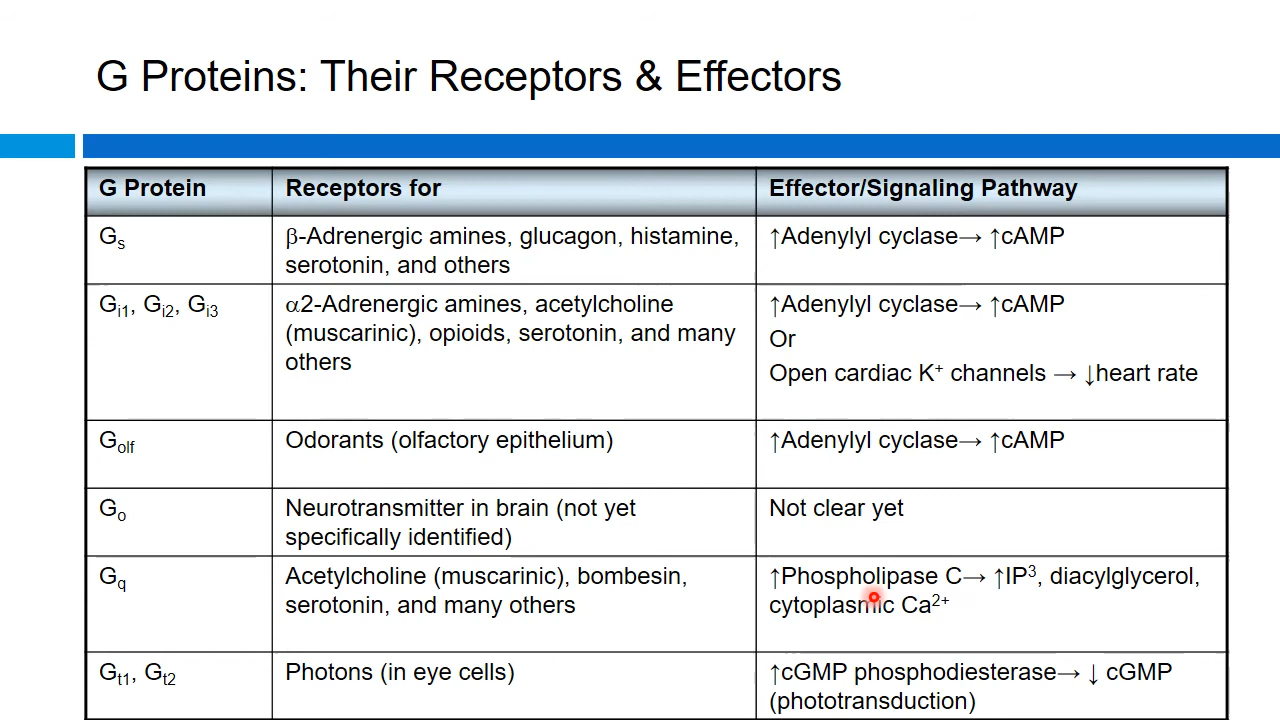 G Proteins: Their Receptors & Effectors
G Protein	Receptors for	Effector/Signaling Pathway
Gs	β-Adrenergic amines, glucagon, histamine,	↑Adenylyl cyclase→ ↑cAMP
serotonin, and others
Gi1, Gi2, Gi3	α2-Adrenergic amines, acetylcholine	↑Adenylyl cyclase→ ↑cAMP
(muscarinic), opioids, serotonin, and many	Or
others	Open cardiac K⁺ channels → ↓heart rate
Golf	Odorants (olfactory epithelium)	↑Adenylyl cyclase→ ↑cAMP
Go	Neurotransmitter in brain (not yet	Not clear yet
specifically identified)
Gq	Acetylcholine (muscarinic), bombesin,	↑Phospholipase C→ ↑IP³, diacylglycerol,
serotonin, and many others	cytoplasmic Ca²⁺
Gt1, Gt2	Photons (in eye cells)	↑cGMP phosphodiesterase→ ↓ cGMP
(phototransduction)